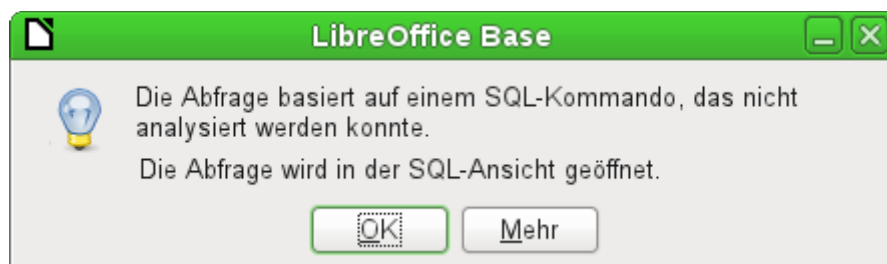 LibreOffice Base
Die Abfrage basiert auf einem SQL-Kommando, das nicht
analysiert werden konnte.
Die Abfrage wird in der SQL-Ansicht geöffnet.
OK Mehr